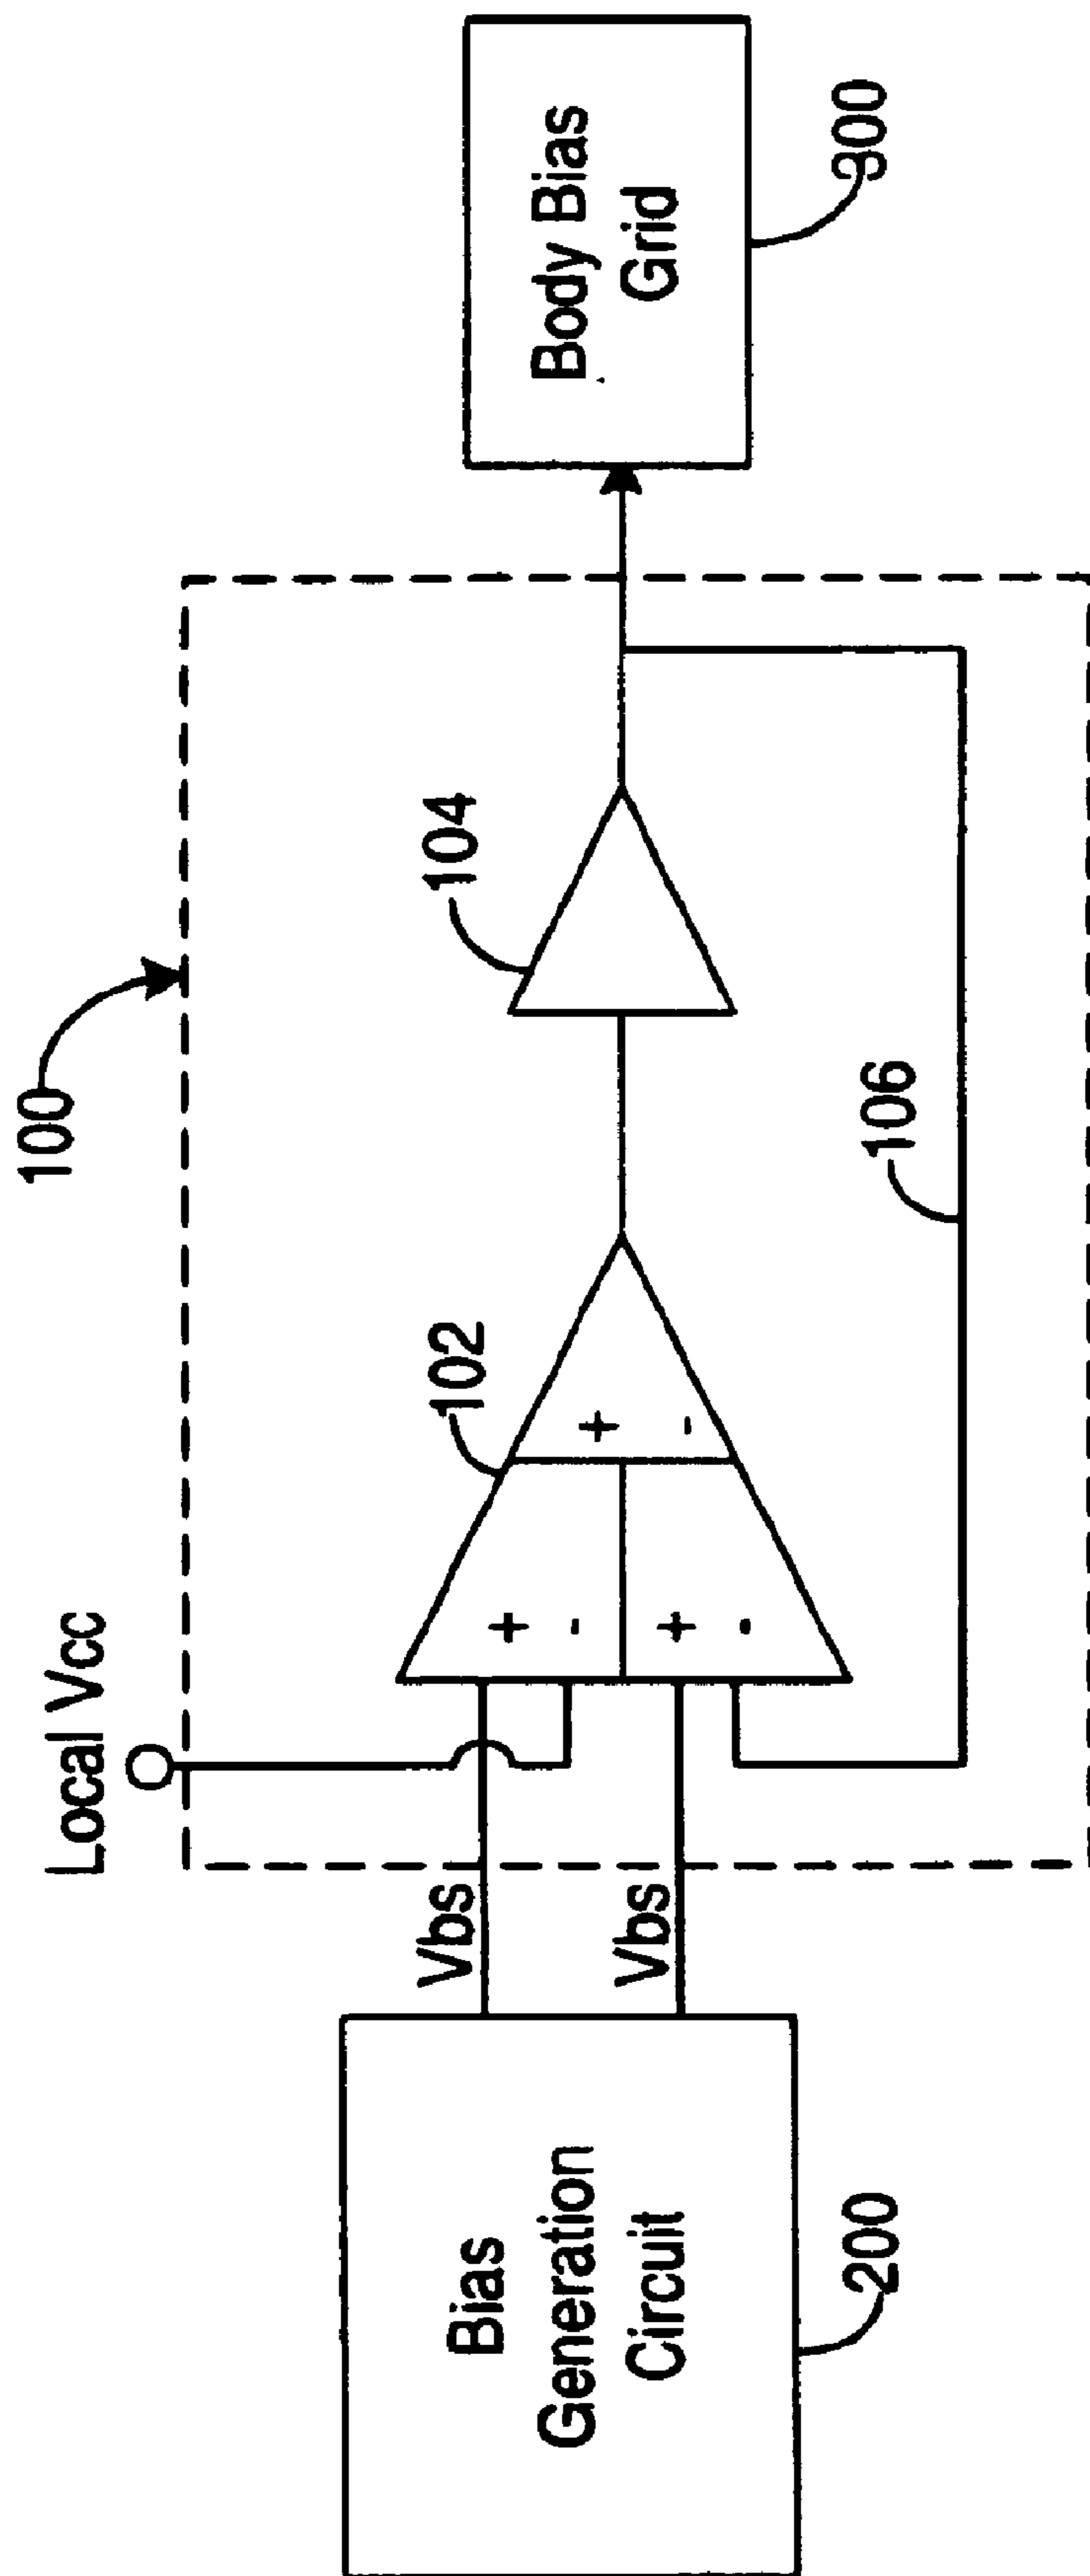 100
Local Vcc
102
104
Bias
Generation
Circuit
200
Vbs
Vbs
+
-
+
-
+
-
106
Body Bias
Grid
300